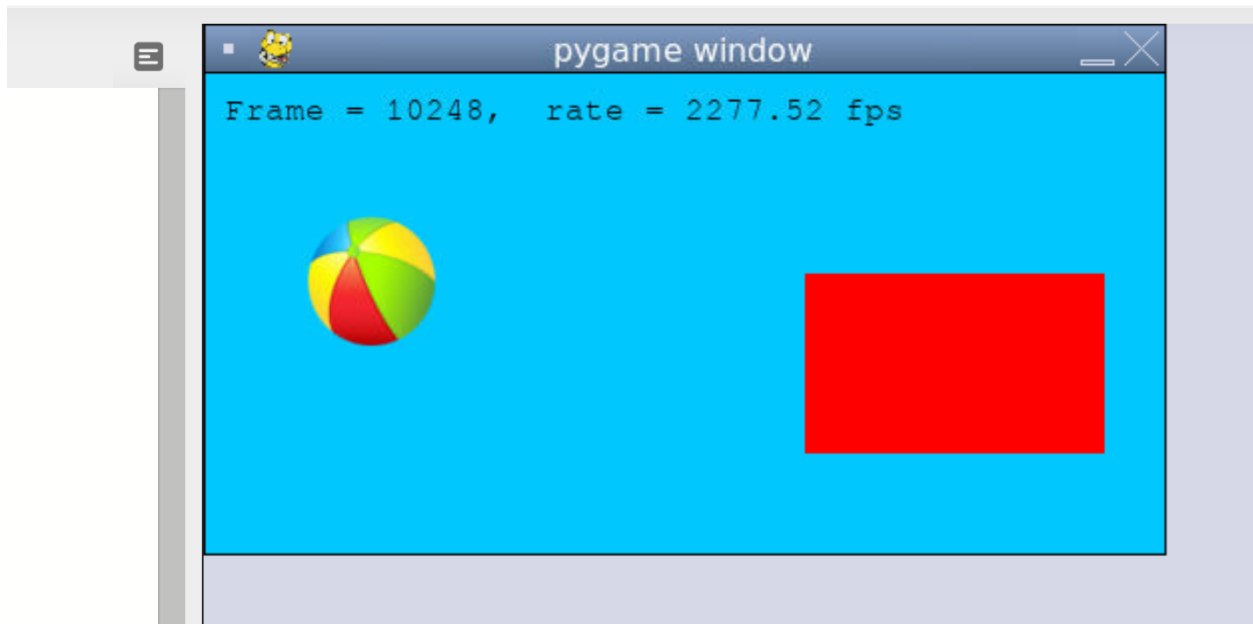 pygame window
Frame = 10248,  rate = 2277.52 fps